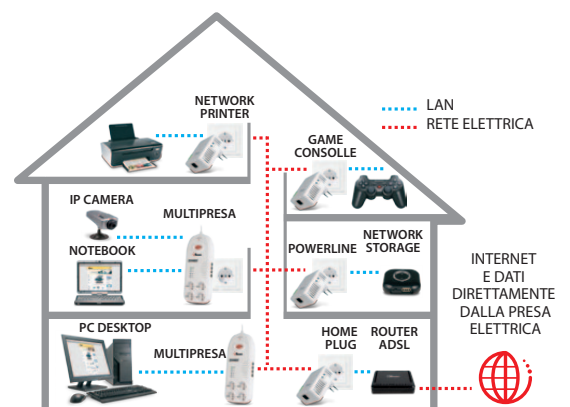 NETWORK
PRINTER
LAN
RETE ELETTRICA
GAME
CONSOLLE
IP CAMERA
MULTIPRESA
NOTEBOOK
POWERLINE
NETWORK
STORAGE
INTERNET
E DATI
DIRETTAMENTE
DALLA PRESA
ELETTRICA
PC DESKTOP
MULTIPRESA
HOME
PLUG
ROUTER
ADSL